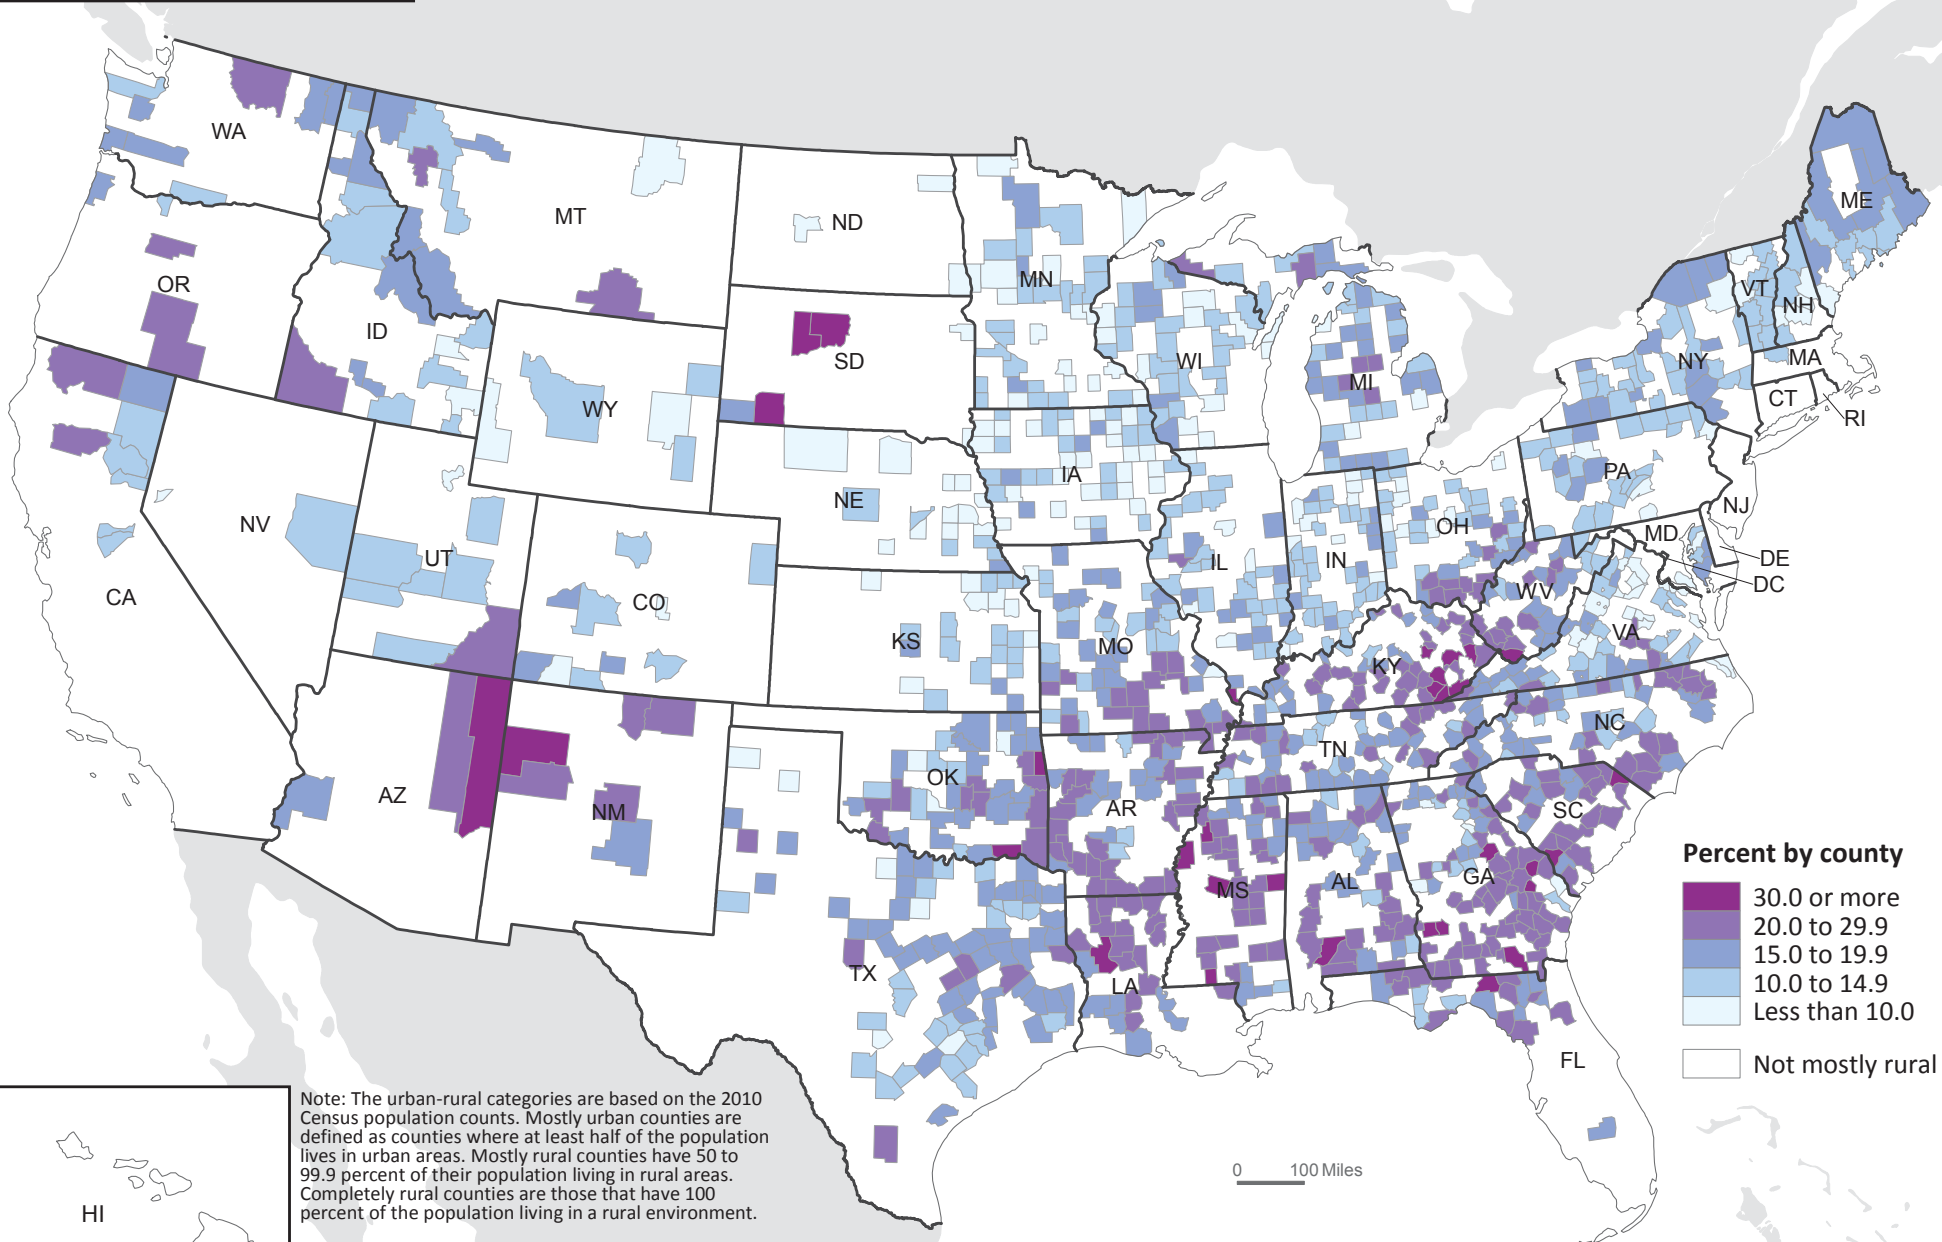 WA
MT
ND
MN
ME
OR
ID
SD
WI
MI
VT
NH
NY
MA
CT
RI
WY
IA
NE
PA
NJ
NV
UT
CO
IL
IN
OH
MD
DE
DC
CA
KS
MO
WV
VA
KY
AZ
NM
OK
AR
TN
NC
SC
MS
AL
GA
TX
LA
FL
HI
Percent by county
30.0 or more
20.0 to 29.9
15.0 to 19.9
10.0 to 14.9
Less than 10.0
Not mostly rural
Note: The urban-rural categories are based on the 2010
Census population counts. Mostly urban counties are
defined as counties where at least half of the population
lives in urban areas. Mostly rural counties have 50 to
99.9 percent of their population living in rural areas.
Completely rural counties are those that have 100
percent of the population living in a rural environment.
0 100 Miles